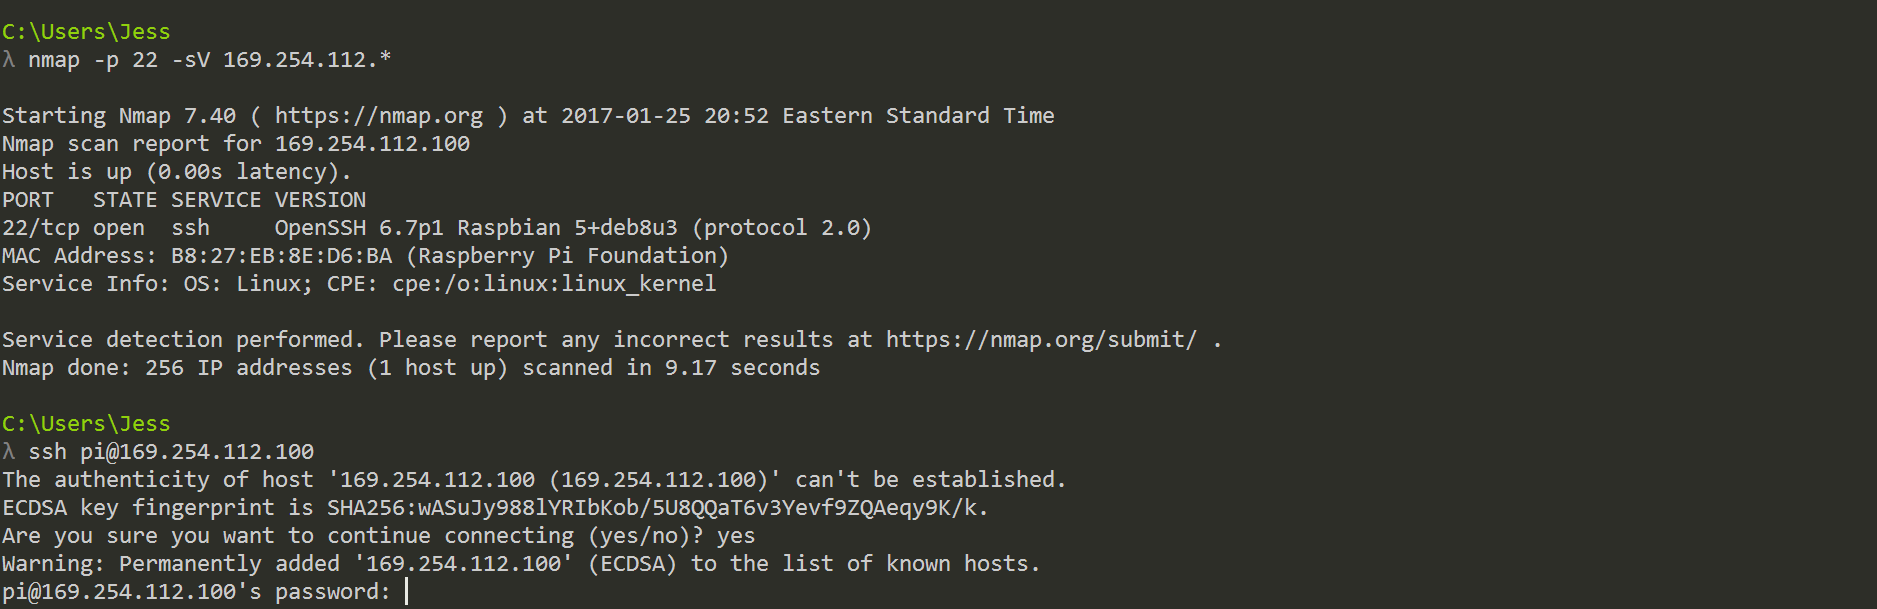 C:\Users\Jess
λ nmap -p 22 -sV 169.254.112.*
Starting Nmap 7.40 ( https://nmap.org ) at 2017-01-25 20:52 Eastern Standard Time
Nmap scan report for 169.254.112.100
Host is up (0.00s latency).
PORT   STATE SERVICE VERSION
22/tcp open  ssh     OpenSSH 6.7p1 Raspbian 5+deb8u3 (protocol 2.0)
MAC Address: B8:27:EB:8E:D6:BA (Raspberry Pi Foundation)
Service Info: OS: Linux; CPE: cpe:/o:linux:linux_kernel
Service detection performed. Please report any incorrect results at https://nmap.org/submit/ .
Nmap done: 256 IP addresses (1 host up) scanned in 9.17 seconds
C:\Users\Jess
λ ssh pi@169.254.112.100
The authenticity of host '169.254.112.100 (169.254.112.100)' can't be established.
ECDSA key fingerprint is SHA256:wASuJy988lYRIbKob/5U8QQaT6v3Yevf9ZQAeqy9K/k.
Are you sure you want to continue connecting (yes/no)? yes
Warning: Permanently added '169.254.112.100' (ECDSA) to the list of known hosts.
pi@169.254.112.100's password: